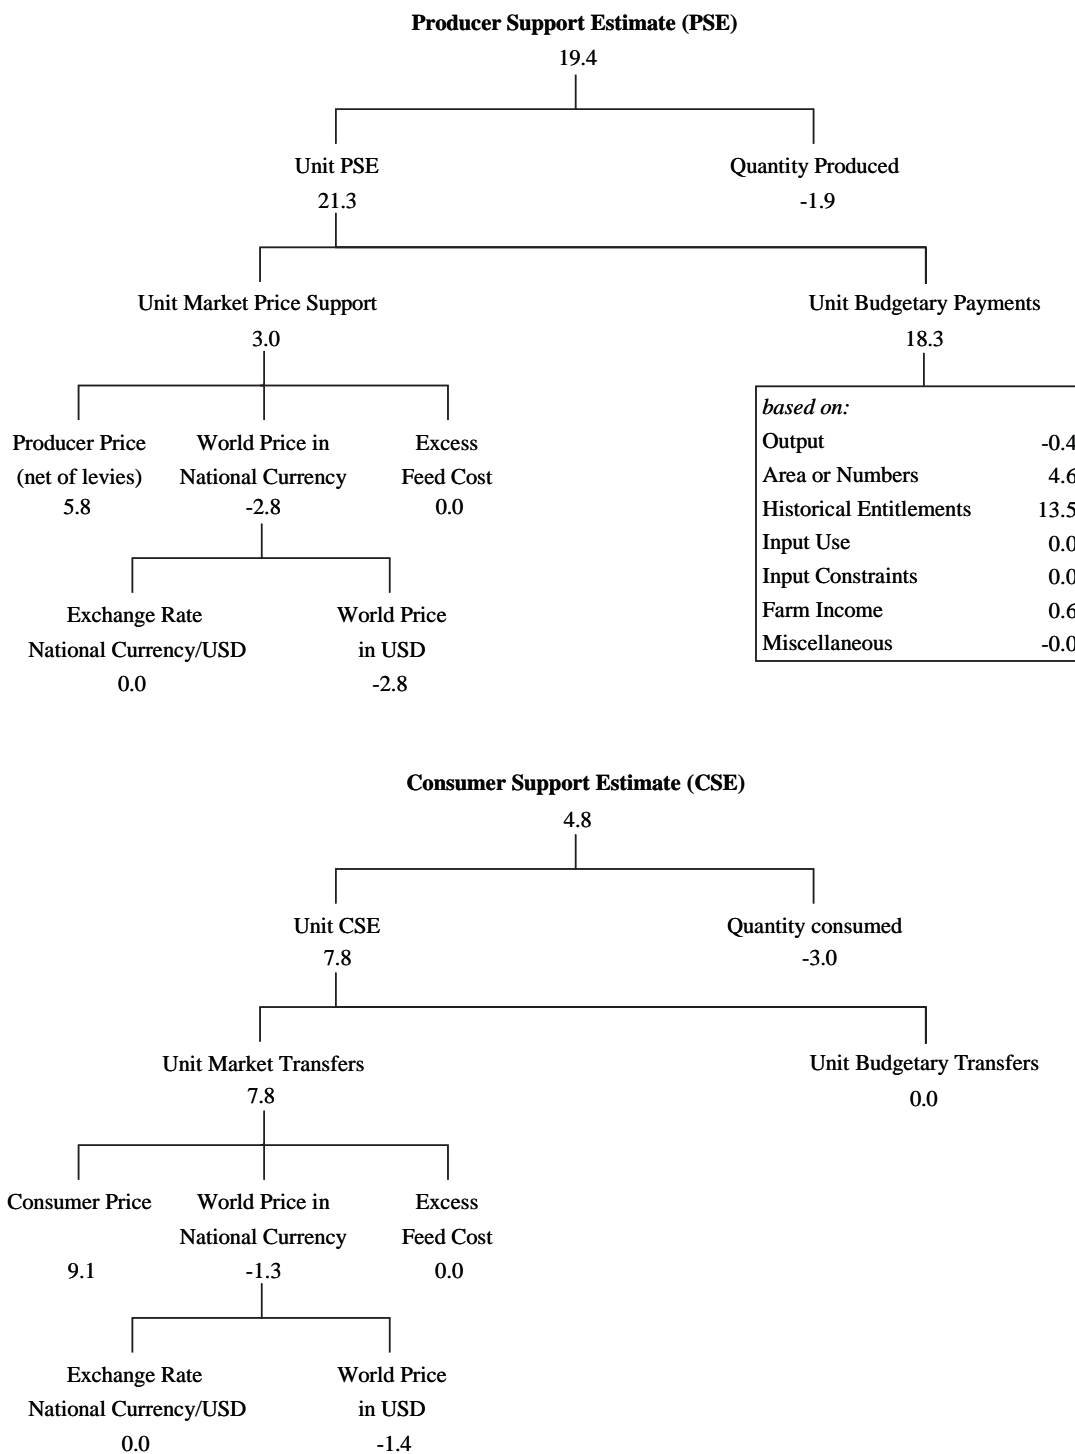 Producer Support Estimate (PSE)
19.4
Unit PSE
Quantity Produced
21.3
-1.9
Unit Market Price Support
Unit Budgetary Payments
3.0
18.3
based on:
Output -0.4
Area or Numbers 4.6
Historical Entitlements 13.5
Input Use 0.0
Input Constraints 0.0
Farm Income 0.6
Miscellaneous -0.0
Producer Price
(net of levies)
5.8
World Price in
National Currency
-2.8
Excess
Feed Cost
0.0
Exchange Rate
National Currency/USD
0.0
World Price
in USD
-2.8
Consumer Support Estimate (CSE)
4.8
Unit CSE
Quantity consumed
7.8
-3.0
Unit Market Transfers
Unit Budgetary Transfers
7.8
0.0
Consumer Price
9.1
World Price in
National Currency
-1.3
Excess
Feed Cost
0.0
Exchange Rate
National Currency/USD
0.0
World Price
in USD
-1.4